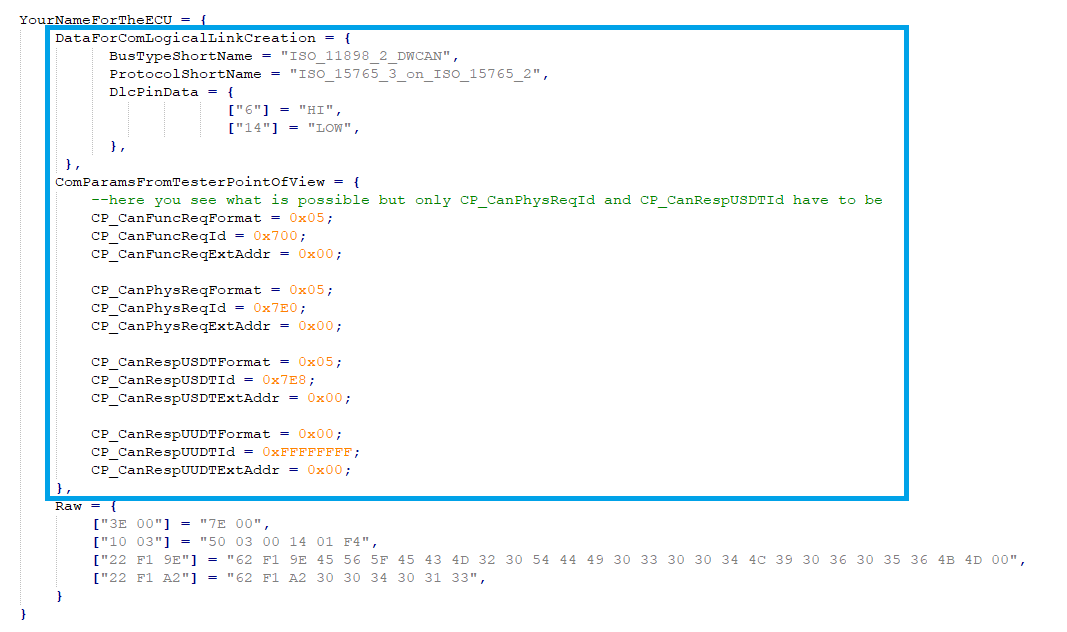 YourNameForTheECU = {
DataForComLogicalLinkCreation = {
BusTypeShortName = "ISO_11898_2_DWCAN",
ProtocolShortName = "ISO_15765_3_on_ISO_15765_2",
DlcPinData = {
["6"] = "HI",
["14"] = "LOW",
},
},
ComParamsFromTesterPointOfView = {
--here you see what is possible but only CP_CanPhysReqId and CP_CanRespUSDTId have to be
CP_CanFuncReqFormat = 0x05;
CP_CanFuncReqId = 0x700;
CP_CanFuncReqExtAddr = 0x00;
CP_CanPhysReqFormat = 0x05;
CP_CanPhysReqId = 0x7E0;
CP_CanPhysReqExtAddr = 0x00;
CP_CanRespUSDTFormat = 0x05;
CP_CanRespUSDTId = 0x7E8;
CP_CanRespUSDTExtAddr = 0x00;
CP_CanRespUUDTFormat = 0x00;
CP_CanRespUUDTId = 0xFFFFFFFF;
CP_CanRespUUDTExtAddr = 0x00;
},
Raw = {
["3E 00"] = "7E 00",
["10 03"] = "50 03 00 14 01 F4",
["22 F1 9E"] = "62 F1 9E 45 56 5F 45 43 4D 32 30 54 44 49 30 33 30 30 34 4C 39 30 36 30 35 36 4B 4D 00",
["22 F1 A2"] = "62 F1 A2 30 30 34 30 31 33",
}
}